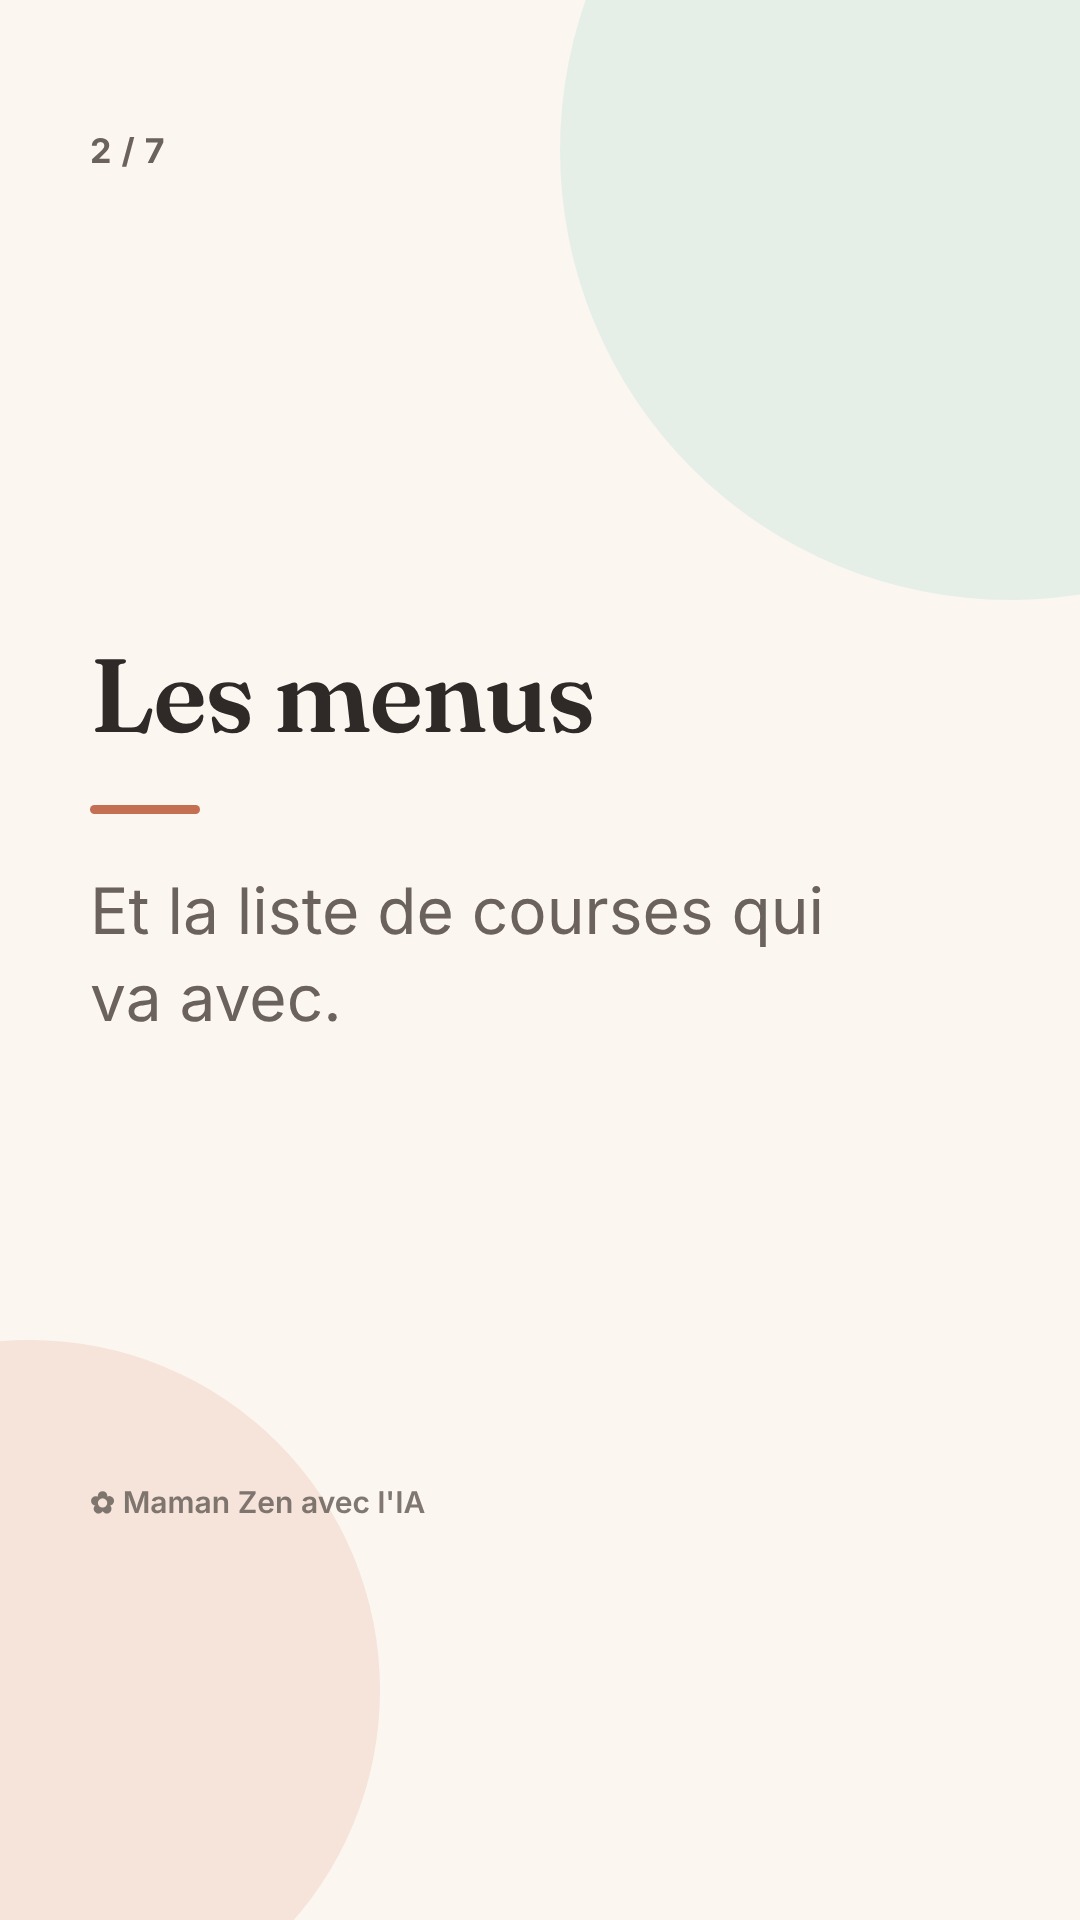 2 / 7
Les menus
Et la liste de courses qui
va avec.
✿ Maman Zen avec l'IA